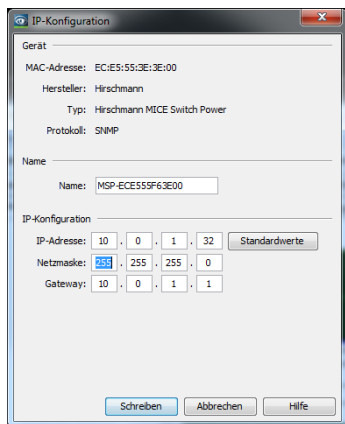 IP-Konfiguration
Gerät
MAC-Adresse: EC:E5:55:3E:3E:00
Hersteller: Hirschmann
Typ: Hirschmann MICE Switch Power
Protokoll: SNMP
Name
Name: MSP-ECE555F63E00
IP-Konfiguration
IP-Adresse: 10 . 0 . 1 . 32 Standardwerte
Netzmaske: 255 . 255 . 255 . 0
Gateway: 10 . 0 . 1 . 1
Schreiben Abbrechen Hilfe